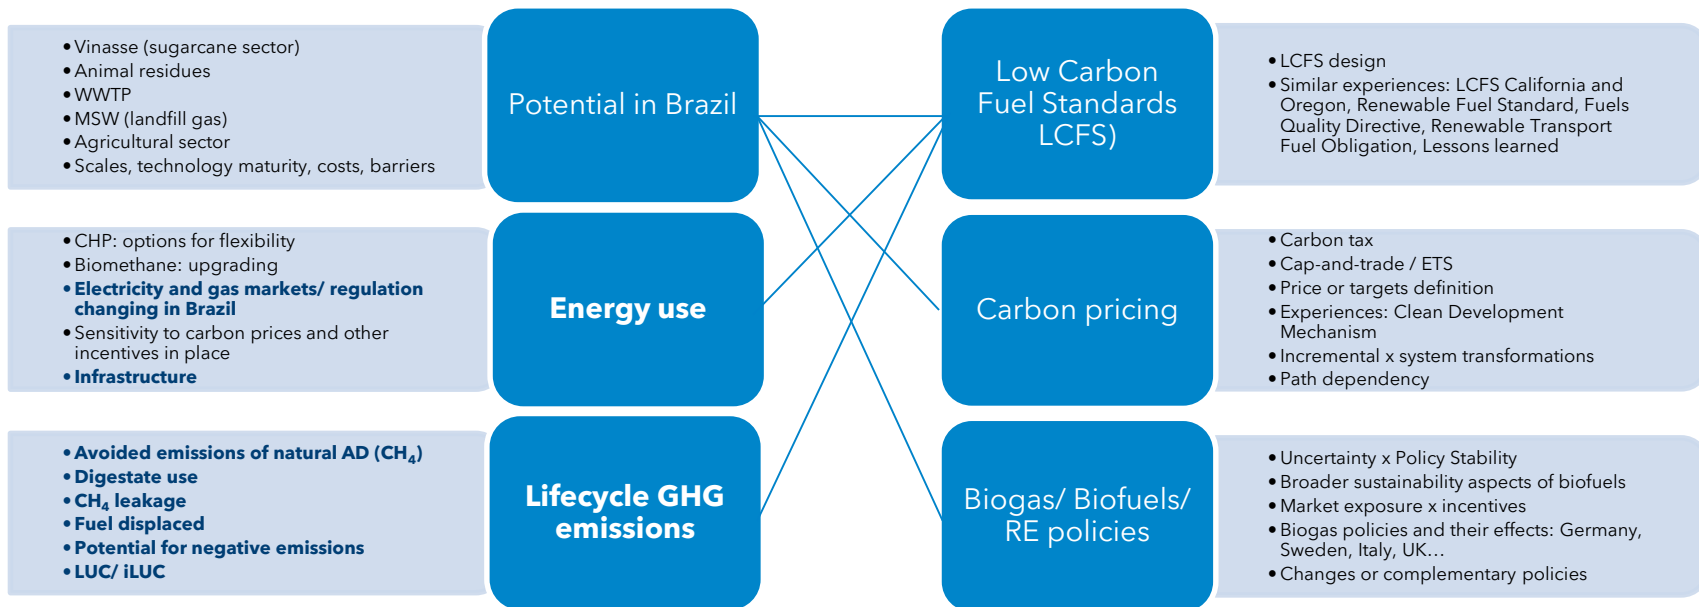 • Vinasse (sugarcane sector)
• Animal residues
• WWTP
• MSW (landfill gas)
• Agricultural sector
• Scales, technology maturity, costs, barriers
Potential in Brazil
Low Carbon
Fuel Standards
LCFS)
• LCFS design
• Similar experiences: LCFS California and
Oregon, Renewable Fuel Standard, Fuels
Quality Directive, Renewable Transport
Fuel Obligation, Lessons learned
• CHP: options for flexibility
• Biomethane: upgrading
• Electricity and gas markets/ regulation
changing in Brazil
• Sensitivity to carbon prices and other
incentives in place
• Infrastructure
Energy use
Carbon pricing
• Carbon tax
• Cap-and-trade / ETS
• Price or targets definition
• Experiences: Clean Development
Mechanism
• Incremental x system transformations
• Path dependency
• Avoided emissions of natural AD (CH₄)
• Digestate use
• CH₄ leakage
• Fuel displaced
• Potential for negative emissions
• LUC/ iLUC
Lifecycle GHG
emissions
Biogas/ Biofuels/
RE policies
• Uncertainty x Policy Stability
• Broader sustainability aspects of biofuels
• Market exposure x incentives
• Biogas policies and their effects: Germany,
Sweden, Italy, UK…
• Changes or complementary policies